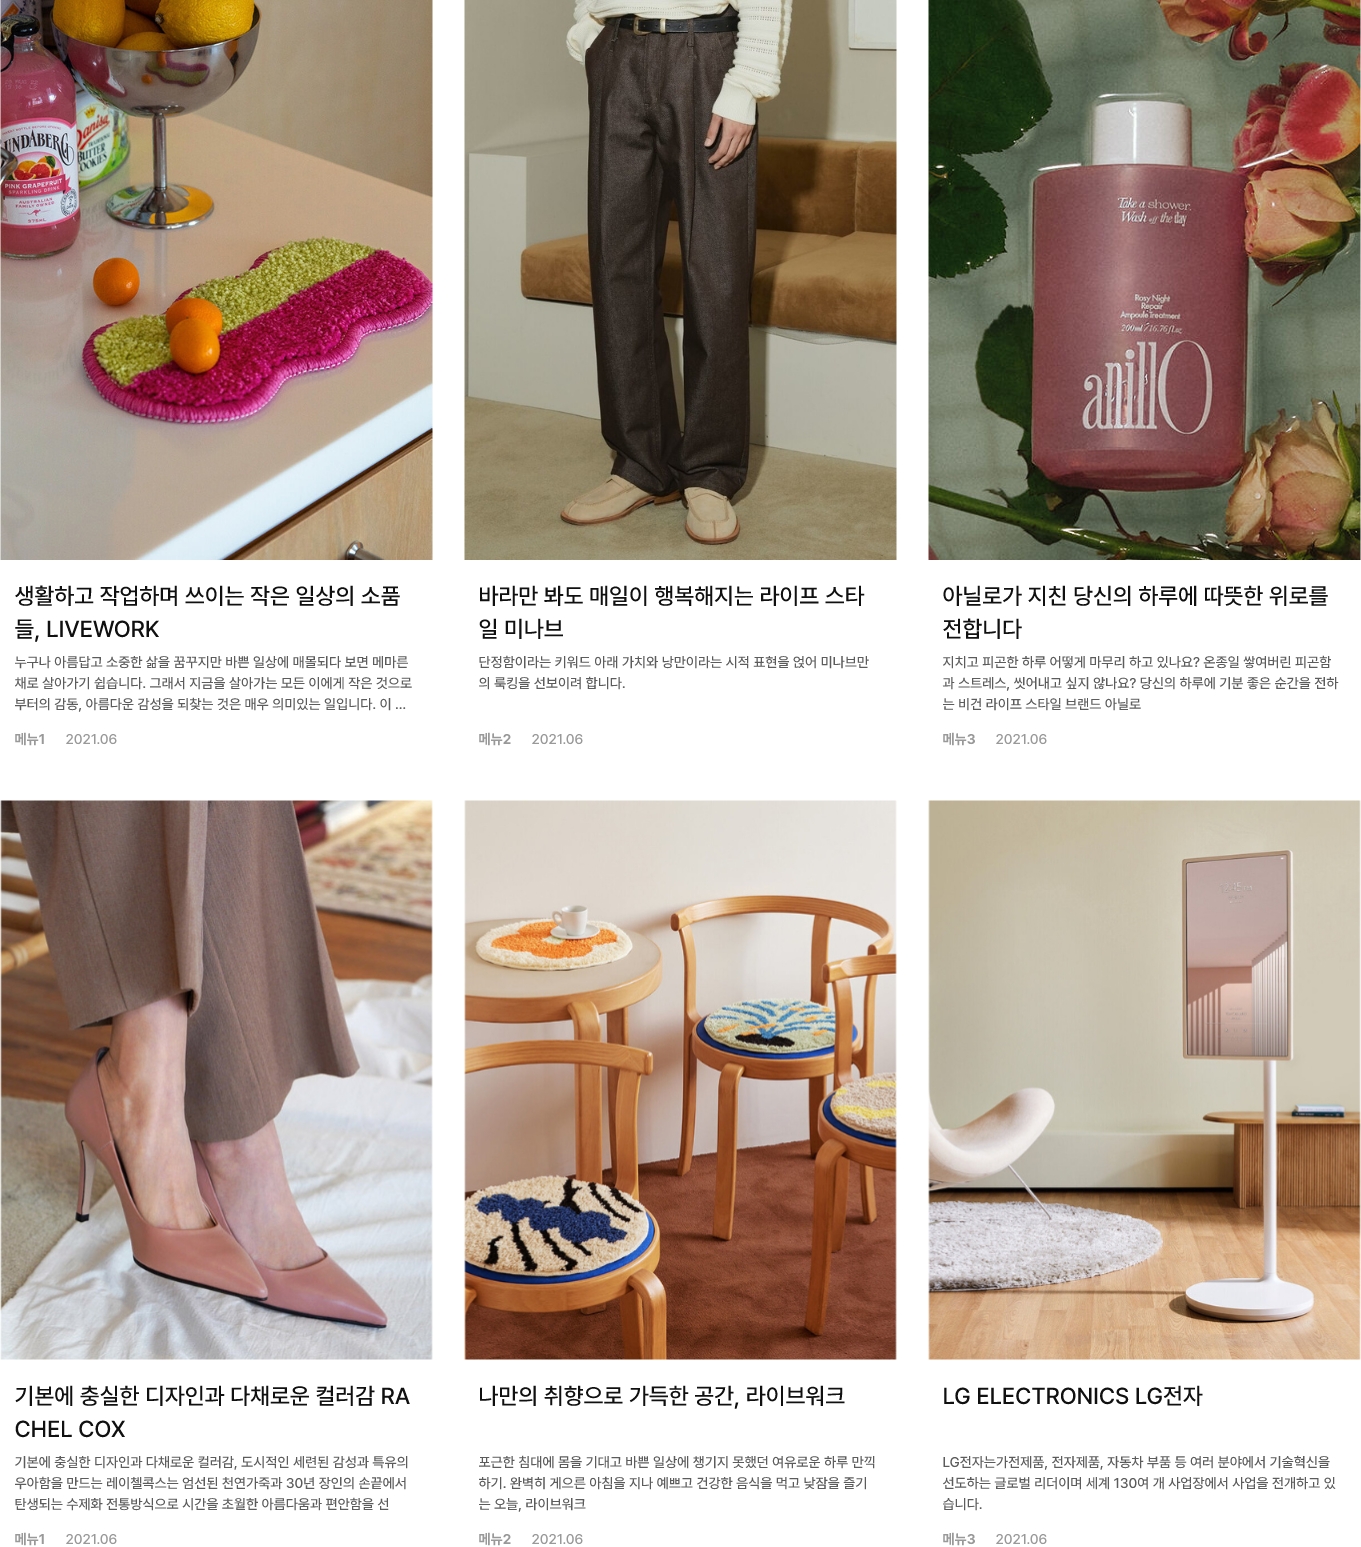 BUNDABERG
PINK GRAPEFRUIT
SPARKLING DRINK
AUSTRALIAN
FAMILY OWNED
Danisa
BUTTER
COOKIES
Take a shower.
Wash off the day
Rosy Night
Repair
Ampoule Treatment
200ml / 16.76fl.oz
anillO
생활하고 작업하며 쓰이는 작은 일상의 소품
들, LIVEWORK
누구나 아름답고 소중한 삶을 꿈꾸지만 바쁜 일상에 매몰되다 보면 메마른
채로 살아가기 쉽습니다. 그래서 지금을 살아가는 모든 이에게 작은 것으로
부터의 감동, 아름다운 감성을 되찾는 것은 매우 의미있는 일입니다. 이 ...
메뉴1 2021.06
바라만 봐도 매일이 행복해지는 라이프 스타
일 미나브
단정함이라는 키워드 아래 가치와 낭만이라는 시적 표현을 얹어 미나브만
의 룩킹을 선보이려 합니다.
메뉴2 2021.06
아닐로가 지친 당신의 하루에 따뜻한 위로를
전합니다
지치고 피곤한 하루 어떻게 마무리 하고 있나요? 온종일 쌓여버린 피곤함
과 스트레스, 씻어내고 싶지 않나요? 당신의 하루에 기분 좋은 순간을 전하
는 비건 라이프 스타일 브랜드 아닐로
메뉴3 2021.06
기본에 충실한 디자인과 다채로운 컬러감 RA
CHEL COX
기본에 충실한 디자인과 다채로운 컬러감, 도시적인 세련된 감성과 특유의
우아함을 만드는 레이첼콕스는 엄선된 천연가죽과 30년 장인의 손끝에서
탄생되는 수제화 전통방식으로 시간을 초월한 아름다움과 편안함을 선
메뉴1 2021.06
나만의 취향으로 가득한 공간, 라이브워크
포근한 침대에 몸을 기대고 바쁜 일상에 챙기지 못했던 여유로운 하루 만끽
하기. 완벽히 게으른 아침을 지나 예쁘고 건강한 음식을 먹고 낮잠을 즐기
는 오늘, 라이브워크
메뉴2 2021.06
LG ELECTRONICS LG전자
LG전자는가전제품, 전자제품, 자동차 부품 등 여러 분야에서 기술혁신을
선도하는 글로벌 리더이며 세계 130여 개 사업장에서 사업을 전개하고 있
습니다.
메뉴3 2021.06